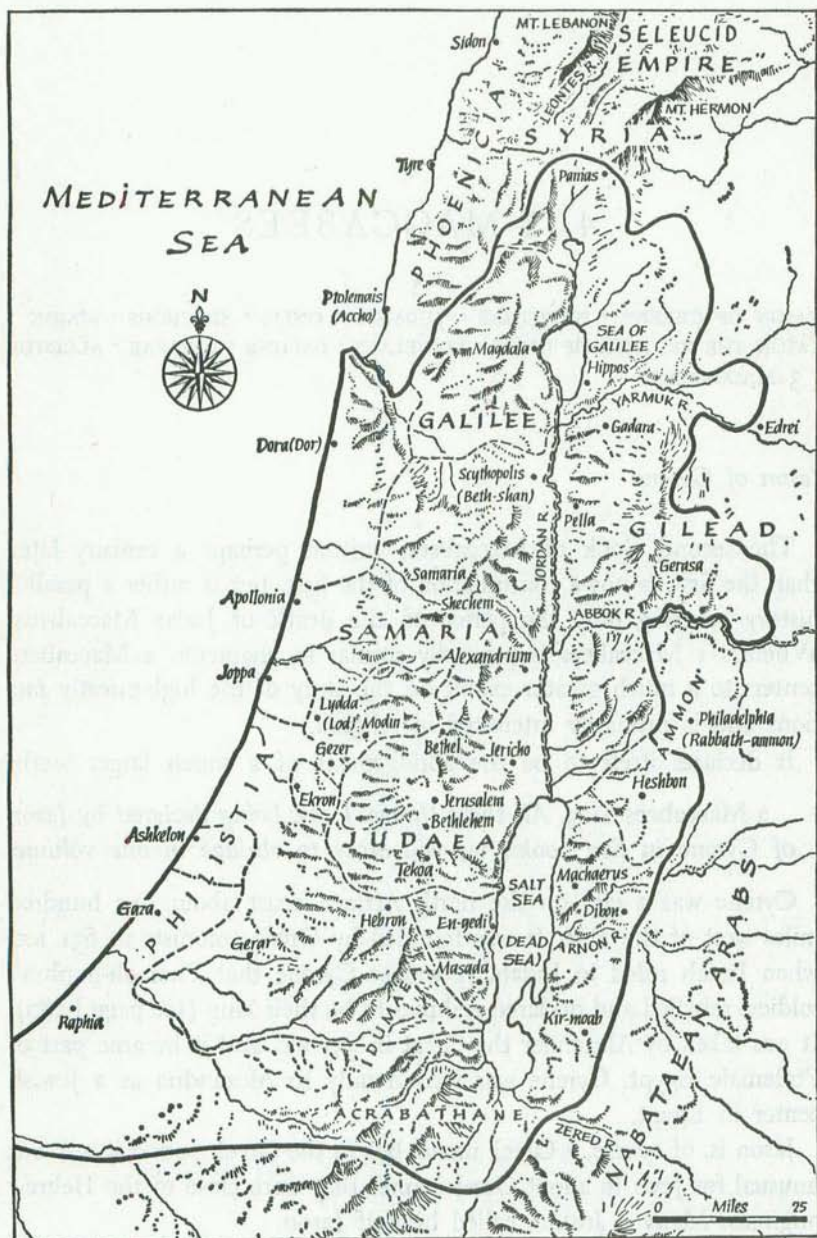 MT. LEBANON
Sidon
SELEUCID
EMPIRE
LEONTES R.
MT. HERMON
SYRIA
PHOENICIA
Tyre
Panias
MEDITERRANEAN
SEA
N
Ptolemais
(Accho)
SEA OF
GALILEE
Magdala
Hippos
GALILEE
YARMUK R.
Gadara
Edrei
Dora (Dor)
Scythopolis
(Beth-shan)
JORDAN R.
Pella
GILEAD
Gerasa
Samaria
Apollonia
Shechem
JABBOK R.
SAMARIA
Alexandrium
Joppa
AMMON
Lydda
(Lod)
Modin
Philadelphia
(Rabbath-ammon)
Gezer
Bethel
Jericho
Heshbon
Ekron
Jerusalem
Bethlehem
Ashkelon
JUDEA
PHILISTIA
Tekoa
Machaerus
SALT
SEA
Gaza
Dibon
Hebron
En-gedi
(DEAD
SEA)
ARNON R.
Gerar
Masada
NABATAEAN ARABS
Raphia
IDUMAEA
Kir-moab
ACRABATHANE
ZERED R.
0 Miles 25